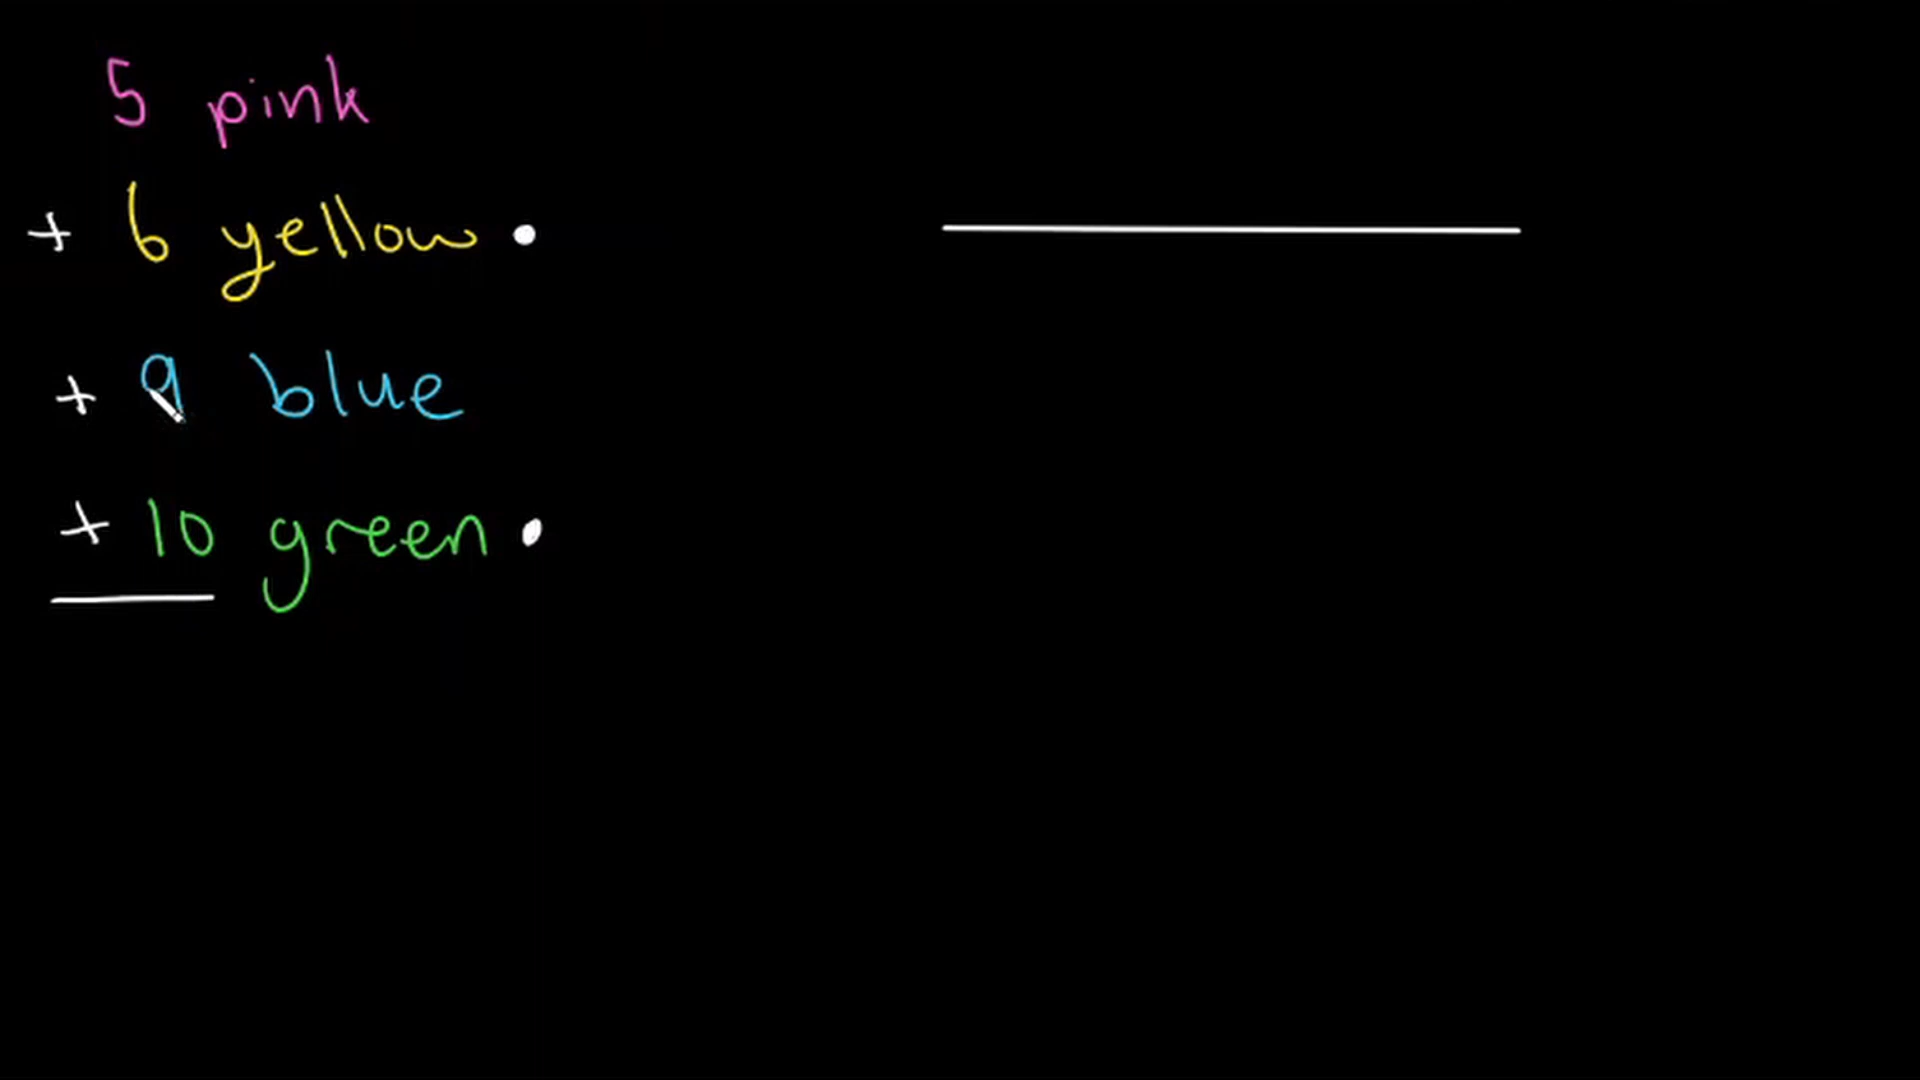 5 pink
+ 6 yellow •
+ 9 blue
+ 10 green •